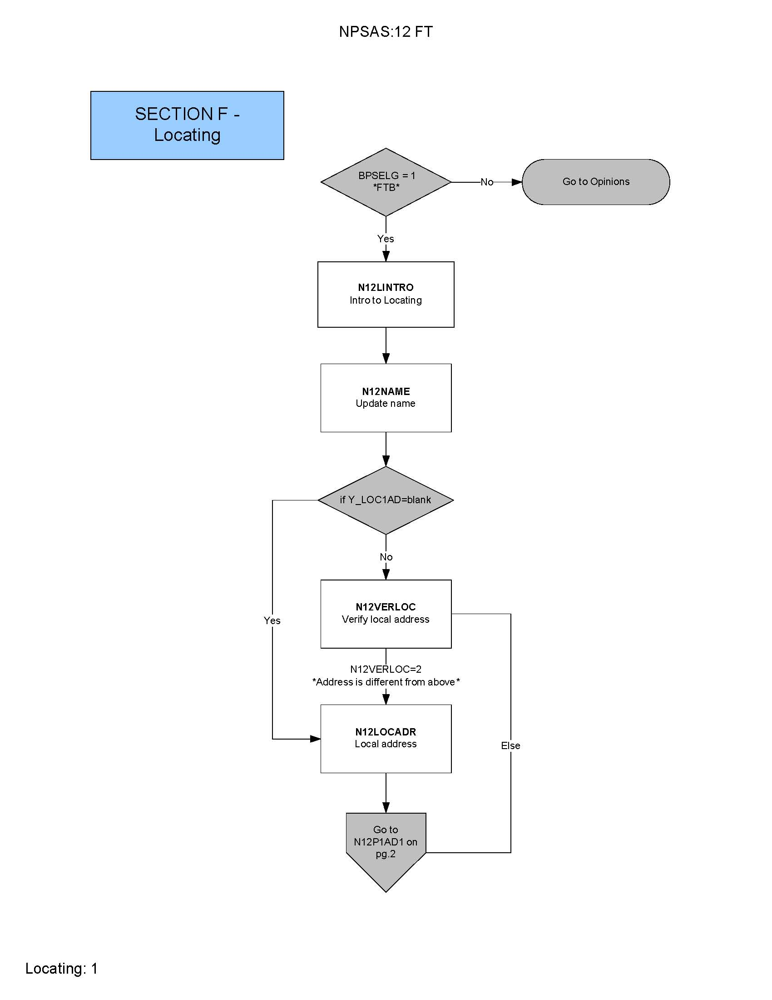 NPSAS:12 FT
SECTION F -
Locating
BPSELG = 1
*FTB*
No
Go to Opinions
Yes
N12LINTRO
Intro to Locating
N12NAME
Update name
if Y_LOC1AD=blank
No
N12VERLOC
Verify local address
Yes
N12VERLOC=2
*Address is different from above*
N12LOCADR
Local address
Else
Go to
N12P1AD1 on
pg.2
Locating: 1